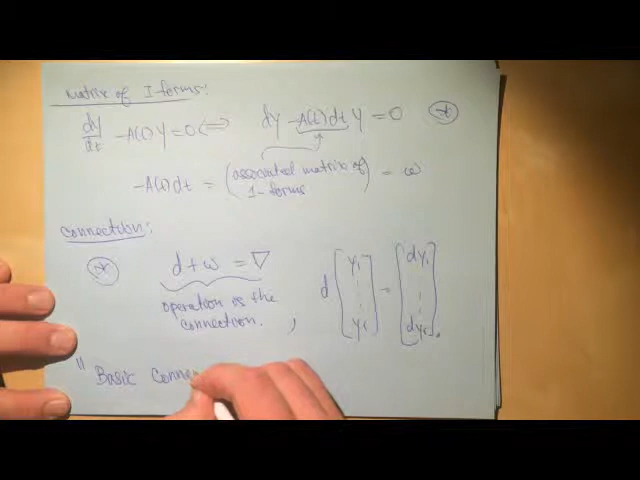 Matrix of 1-forms:
dY/dt - A(t)Y = 0 ⟺ dY - A(t)dt Y = 0 (*)
-A(t)dt = (associated matrix of 1-forms) = ω
Connection:
(*) d + ω = ∇
operation is the
connection. , d [y₁ ⋮ yᵣ] = [dy₁ ⋮ dyᵣ].
" Basic Conne